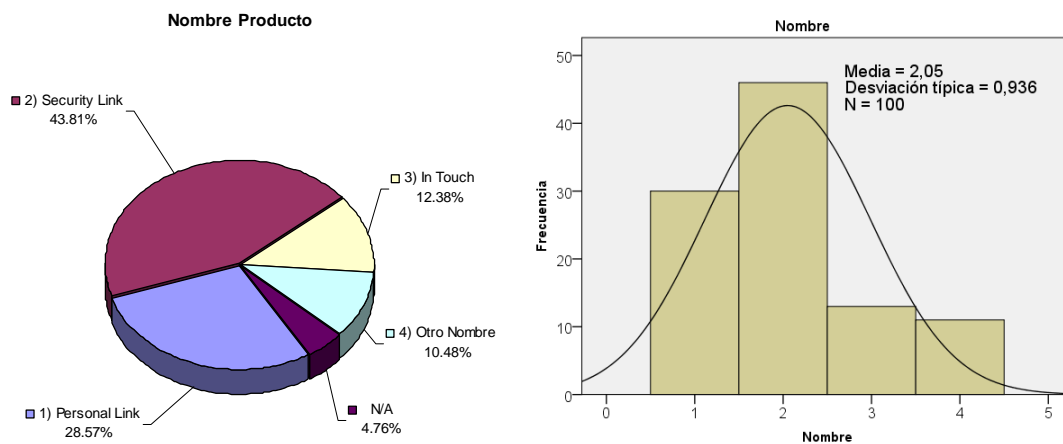 Nombre Producto
2) Security Link
43.81%
3) In Touch
12.38%
4) Otro Nombre
10.48%
N/A
4.76%
1) Personal Link
28.57%
Nombre
Media = 2,05
Desviación típica = 0,936
N = 100
Frecuencia
50
40
30
20
10
0
0 1 2 3 4 5
Nombre